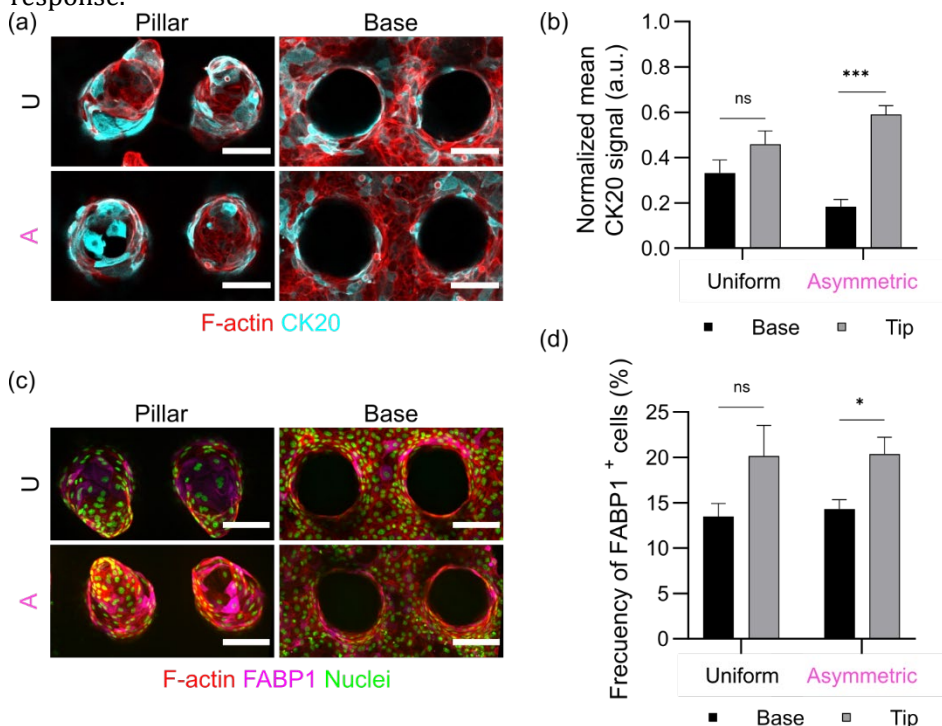 response.
(a)
Pillar
Base
U
A
F-actin CK20
(b)
Normalized mean
CK20 signal (a.u.)
1.0
0.8
0.6
0.4
0.2
0.0
ns
***
Uniform
Asymmetric
Base
Tip
(c)
Pillar
Base
U
A
F-actin FABP1 Nuclei
(d)
Frecuency of FABP1 + cells (%)
25
20
15
10
5
0
ns
*
Uniform
Asymmetric
Base
Tip